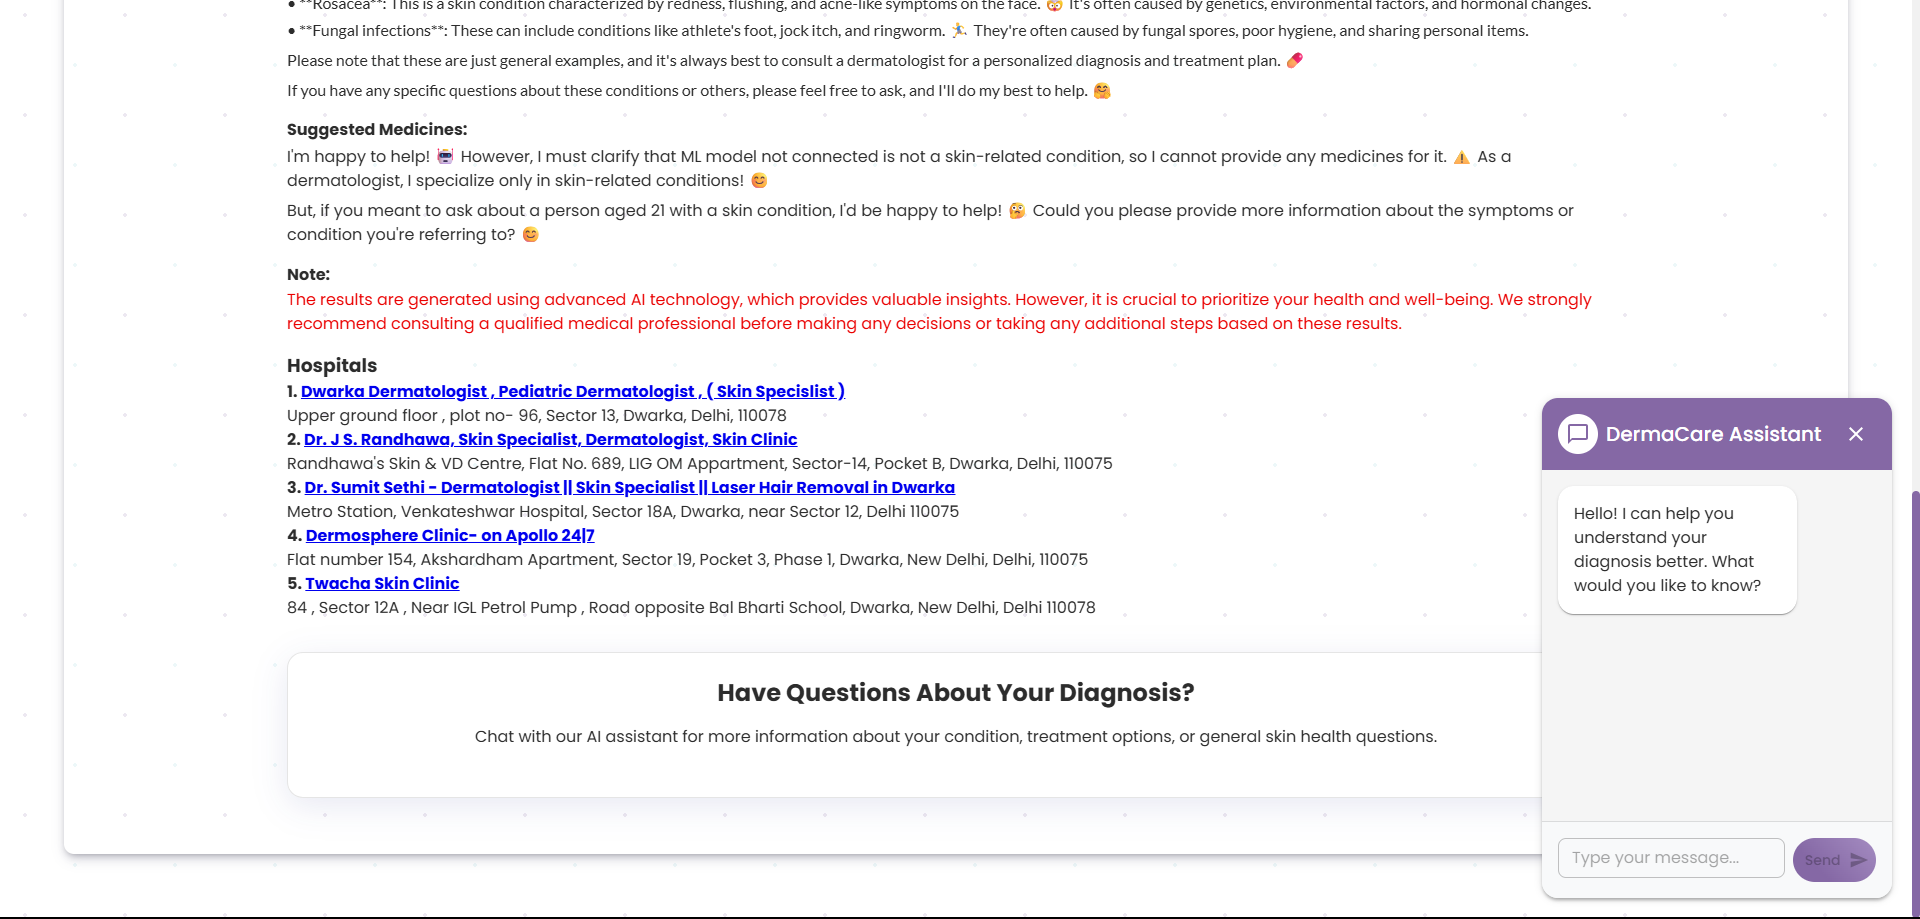 • **Rosacea**: This is a skin condition characterized by redness, flushing, and acne-like symptoms on the face. 🤯 It's often caused by genetics, environmental factors, and hormonal changes.
• **Fungal infections**: These can include conditions like athlete's foot, jock itch, and ringworm. 🏃‍♂️ They're often caused by fungal spores, poor hygiene, and sharing personal items.
Please note that these are just general examples, and it's always best to consult a dermatologist for a personalized diagnosis and treatment plan. 💊
If you have any specific questions about these conditions or others, please feel free to ask, and I'll do my best to help. 🤗
Suggested Medicines:
I'm happy to help! 🤖 However, I must clarify that ML model not connected is not a skin-related condition, so I cannot provide any medicines for it. ⚠️ As a
dermatologist, I specialize only in skin-related conditions! 😊
But, if you meant to ask about a person aged 21 with a skin condition, I'd be happy to help! 🤔 Could you please provide more information about the symptoms or
condition you're referring to? 😊
Note:
The results are generated using advanced AI technology, which provides valuable insights. However, it is crucial to prioritize your health and well-being. We strongly
recommend consulting a qualified medical professional before making any decisions or taking any additional steps based on these results.
Hospitals
1. Dwarka Dermatologist , Pediatric Dermatologist , ( Skin Specislist )
Upper ground floor , plot no- 96, Sector 13, Dwarka, Delhi, 110078
2. Dr. J S. Randhawa, Skin Specialist, Dermatologist, Skin Clinic
Randhawa's Skin & VD Centre, Flat No. 689, LIG OM Appartment, Sector-14, Pocket B, Dwarka, Delhi, 110075
3. Dr. Sumit Sethi - Dermatologist || Skin Specialist || Laser Hair Removal in Dwarka
Metro Station, Venkateshwar Hospital, Sector 18A, Dwarka, near Sector 12, Delhi 110075
4. Dermosphere Clinic- on Apollo 24|7
Flat number 154, Akshardham Apartment, Sector 19, Pocket 3, Phase 1, Dwarka, New Delhi, Delhi, 110075
5. Twacha Skin Clinic
84 , Sector 12A , Near IGL Petrol Pump , Road opposite Bal Bharti School, Dwarka, New Delhi, Delhi 110078
Have Questions About Your Diagnosis?
Chat with our AI assistant for more information about your condition, treatment options, or general skin health questions.
DermaCare Assistant
Hello! I can help you
understand your
diagnosis better. What
would you like to know?
Type your message...
Send